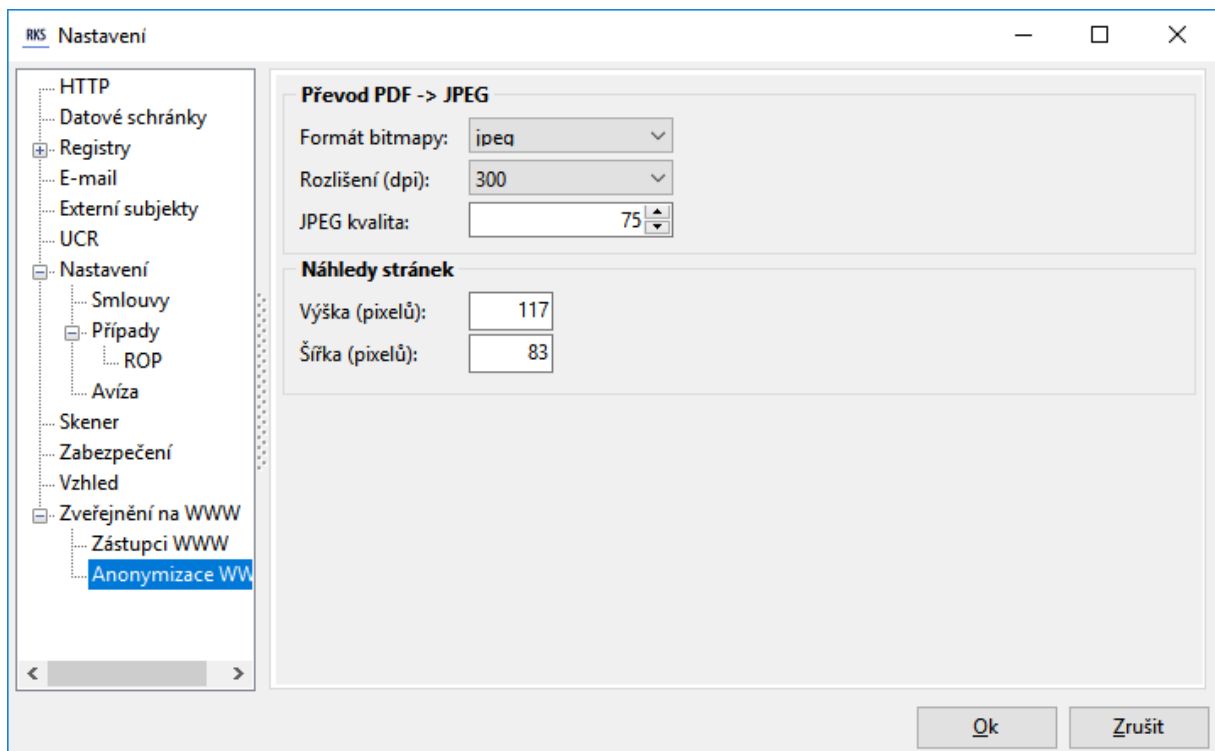 RKS Nastavení
HTTP
Datové schránky
Registry
E-mail
Externí subjekty
UCR
Nastavení
Smlouvy
Případy
ROP
Avíza
Skener
Zabezpečení
Vzhled
Zveřejnění na WWW
Zástupci WWW
Anonymizace WW
Převod PDF -> JPEG
Formát bitmapy: jpeg
Rozlišení (dpi): 300
JPEG kvalita: 75
Náhledy stránek
Výška (pixelů): 117
Šířka (pixelů): 83
Ok Zrušit